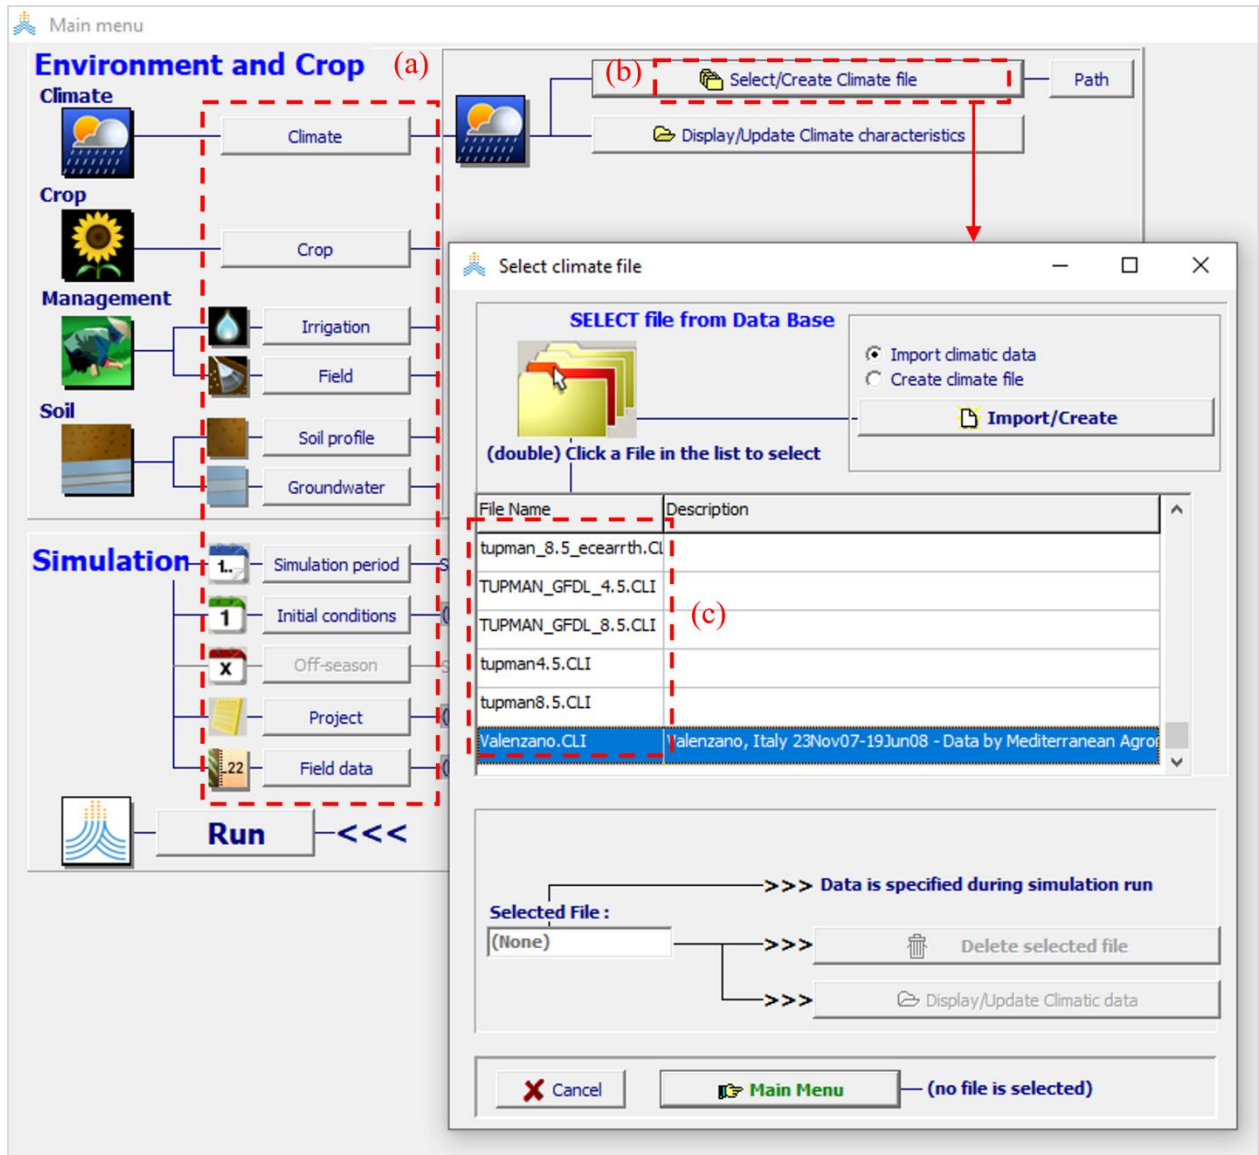 Main menu
Environment and Crop
(a)
(b)
Select/Create Climate file
Path
Climate
Climate
Display/Update Climate characteristics
Crop
Crop
Management
Irrigation
Field
Soil
Soil profile
Groundwater
Simulation
1..
Simulation period
1
Initial conditions
X
Off-season
Project
..22
Field data
Run
<<<
Select climate file
SELECT file from Data Base
Import climatic data
Create climate file
Import/Create
(double) Click a File in the list to select
File Name Description
tupman_8.5_ecearrth.CL
TUPMAN_GFDL_4.5.CLI
(c)
TUPMAN_GFDL_8.5.CLI
tupman4.5.CLI
tupman8.5.CLI
Valenzano.CLI Valenzano, Italy 23Nov07-19Jun08 - Data by Mediterranean Agror
>>> Data is specified during simulation run
Selected File :
(None)
>>> Delete selected file
>>> Display/Update Climatic data
Cancel
Main Menu
(no file is selected)